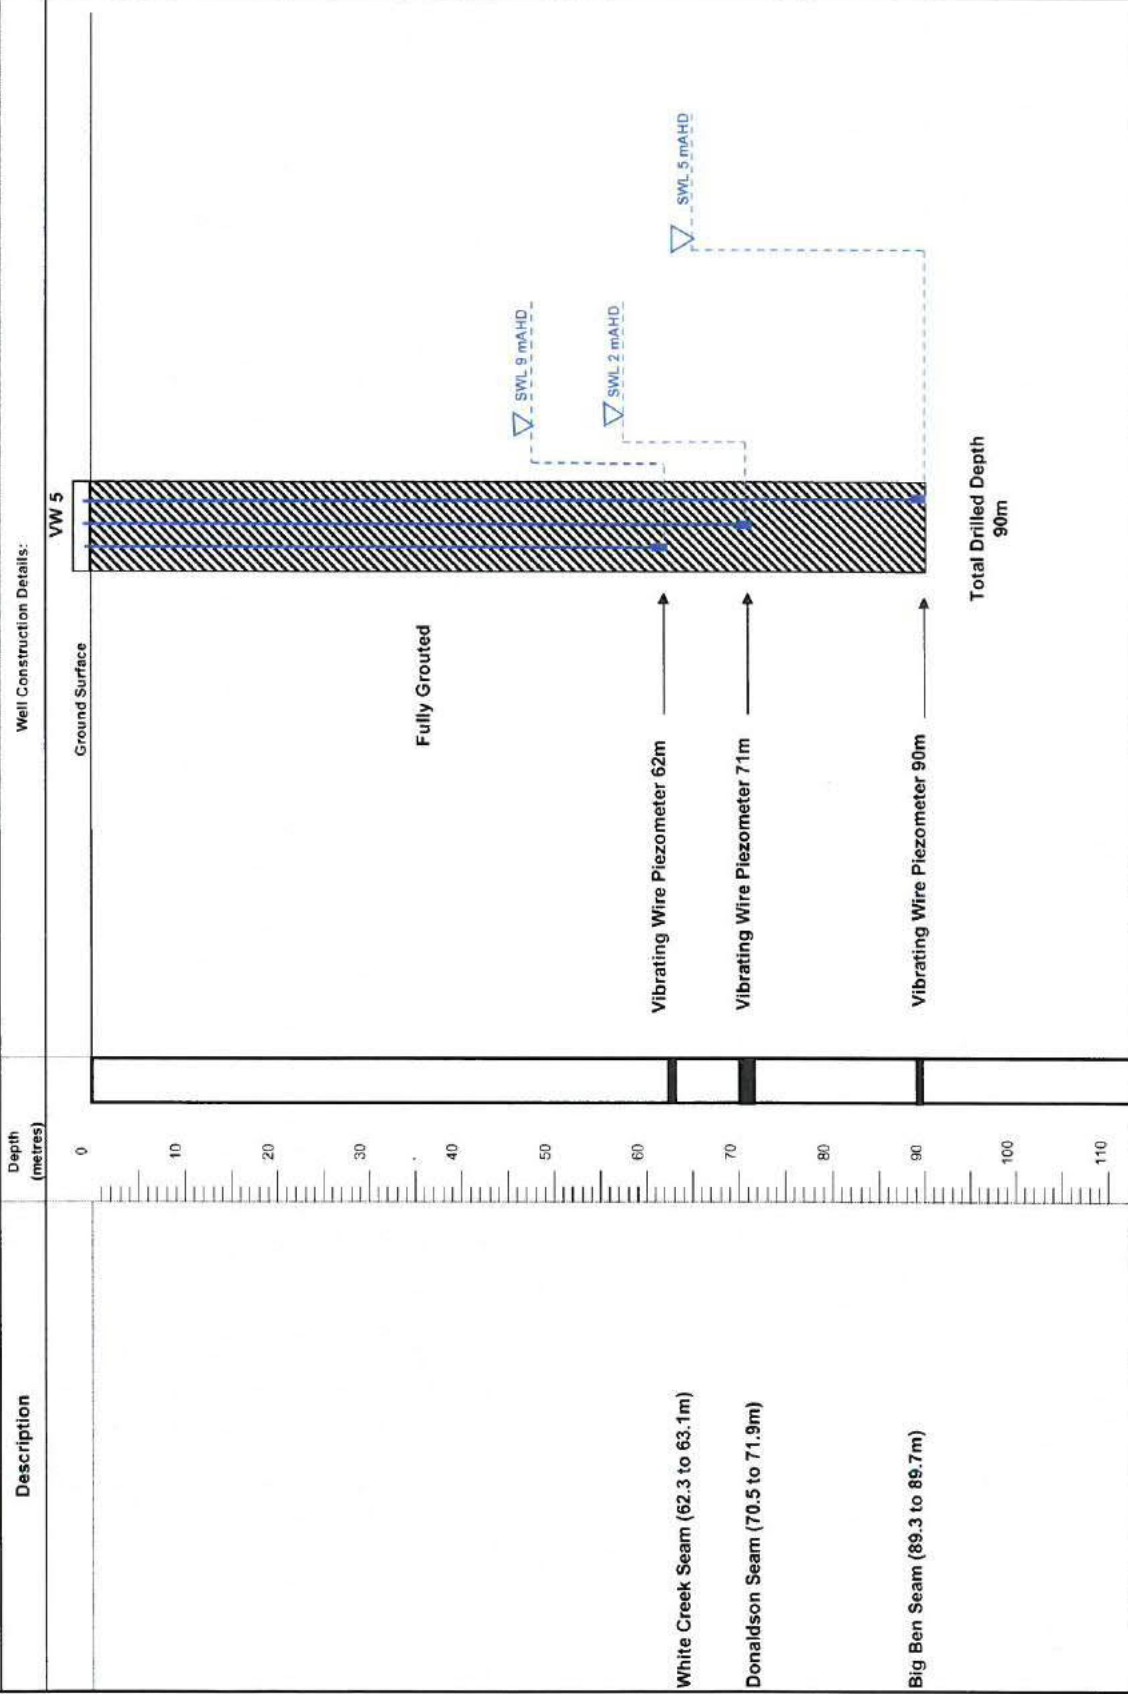 Description
Depth
(metres)
Well Construction Details:
VW 5
Ground Surface
0
10
20
30
40
50
60
70
80
90
100
110
Fully Grouted
SWL 9 mAHD
SWL 2 mAHD
SWL 5 mAHD
White Creek Seam (62.3 to 63.1m)
Vibrating Wire Piezometer 62m
Donaldson Seam (70.5 to 71.9m)
Vibrating Wire Piezometer 71m
Big Ben Seam (89.3 to 89.7m)
Vibrating Wire Piezometer 90m
Total Drilled Depth
90m